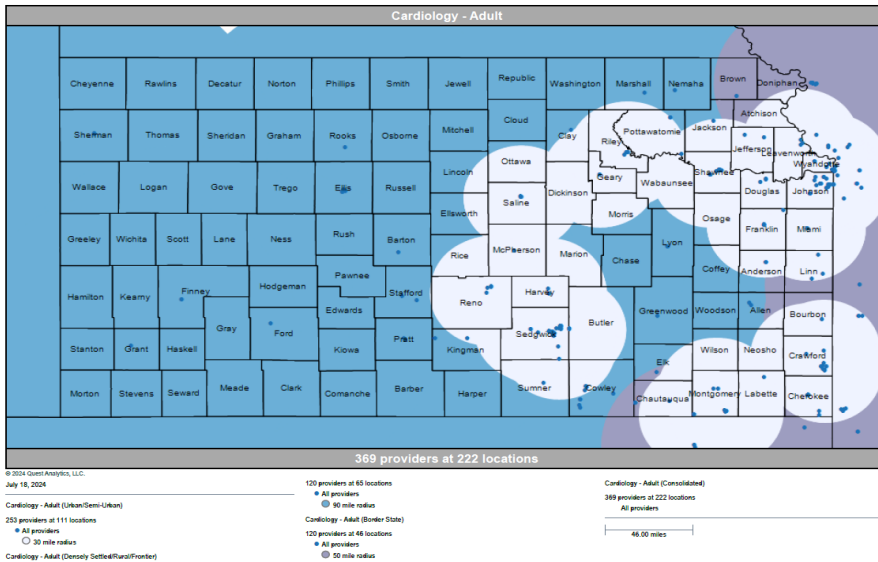 Cardiology - Adult
Cheyenne Rawlins Decatur Norton Phillips Smith Jewell Republic Washington Marshall Nemaha Brown Doniphan
Cloud Atchison
Sherman Thomas Sheridan Graham Rooks Osborne Mitchell Clay Riley Pottawatomie Jackson Jefferson Leavenworth
Ottawa Wyandotte
Lincoln Geary Shawnee
Wallace Logan Gove Trego Ellis Russell Saline Dickinson Wabaunsee Douglas Johnson
Ellsworth Morris Osage
Greeley Wichita Scott Lane Ness Rush Barton Rice McPherson Marion Lyon Franklin Miami
Chase
Pawnee Coffey Anderson Linn
Hamilton Kearny Finney Hodgeman Stafford Reno Harvey
Gray Ford Edwards Butler Greenwood Woodson Allen Bourbon
Stanton Grant Haskell Kiowa Pratt Kingman Sedgwick Wilson Neosho Crawford
Elk
Morton Stevens Seward Meade Clark Comanche Barber Harper Sumner Cowley Chautauqua Montgomery Labette Cherokee
369 providers at 222 locations
© 2024 Quest Analytics, LLC.
July 18, 2024
Cardiology - Adult (Urban/Semi-Urban)
253 providers at 111 locations
All providers
30 mile radius
Cardiology - Adult (Densely Settled/Rural/Frontier)
120 providers at 65 locations
All providers
90 mile radius
Cardiology - Adult (Border State)
120 providers at 46 locations
All providers
50 mile radius
Cardiology - Adult (Consolidated)
369 providers at 222 locations
All providers
46.00 miles